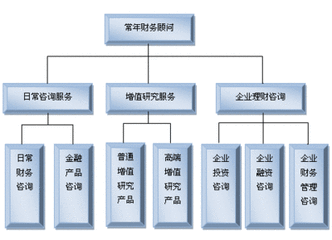 常年财务顾问
日常咨询服务
增值研究服务
企业理财咨询
日常
财务
咨询
金融
产品
咨询
普通
增值
研究
产品
高端
增值
研究
产品
企业
投资
咨询
企业
融资
咨询
企业
财务
管理
咨询